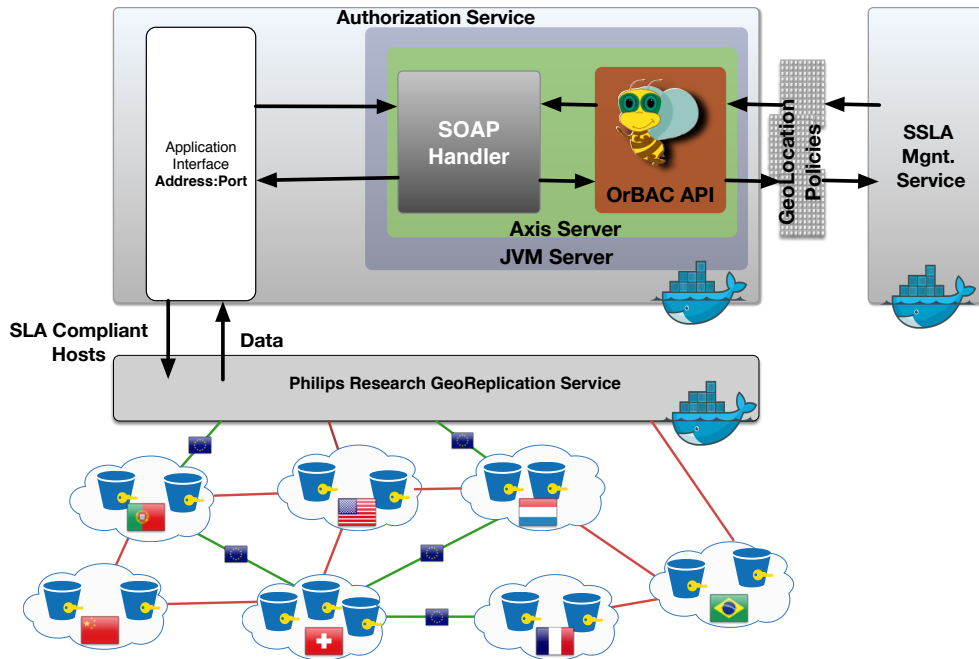 Authorization Service
Application
Interface
Address:Port
SOAP
Handler
OrBAC API
Axis Server
JVM Server
GeoLocation
Policies
SSLA
Mgnt.
Service
SLA Compliant
Hosts
Data
Philips Research GeoReplication Service